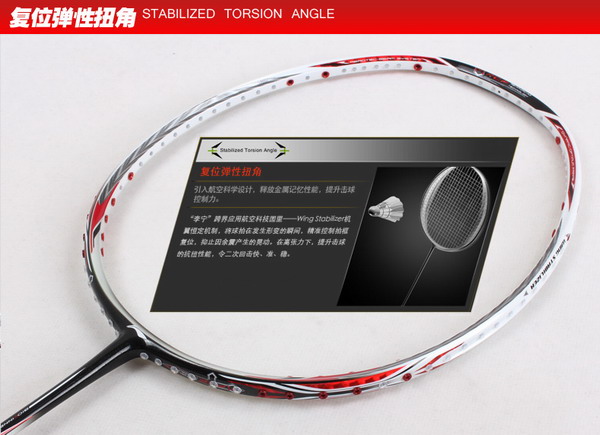 复位弹性扭角 STABILIZED TORSION ANGLE
Stabilized Torsion Angle
复位弹性扭角
引入航空科学设计，释放金属记忆性能，提升击球
控制力。
“李宁”跨界应用航空科技国垦——Wing Stabilizer机
翼恒定机制，将球拍在发生形变的瞬间，精准控制拍框
复位，抑止因余翼产生的晃动。在高张力下，提升击球
的抗扭性能，令二次回击快、准、稳。
WING STABILIZER